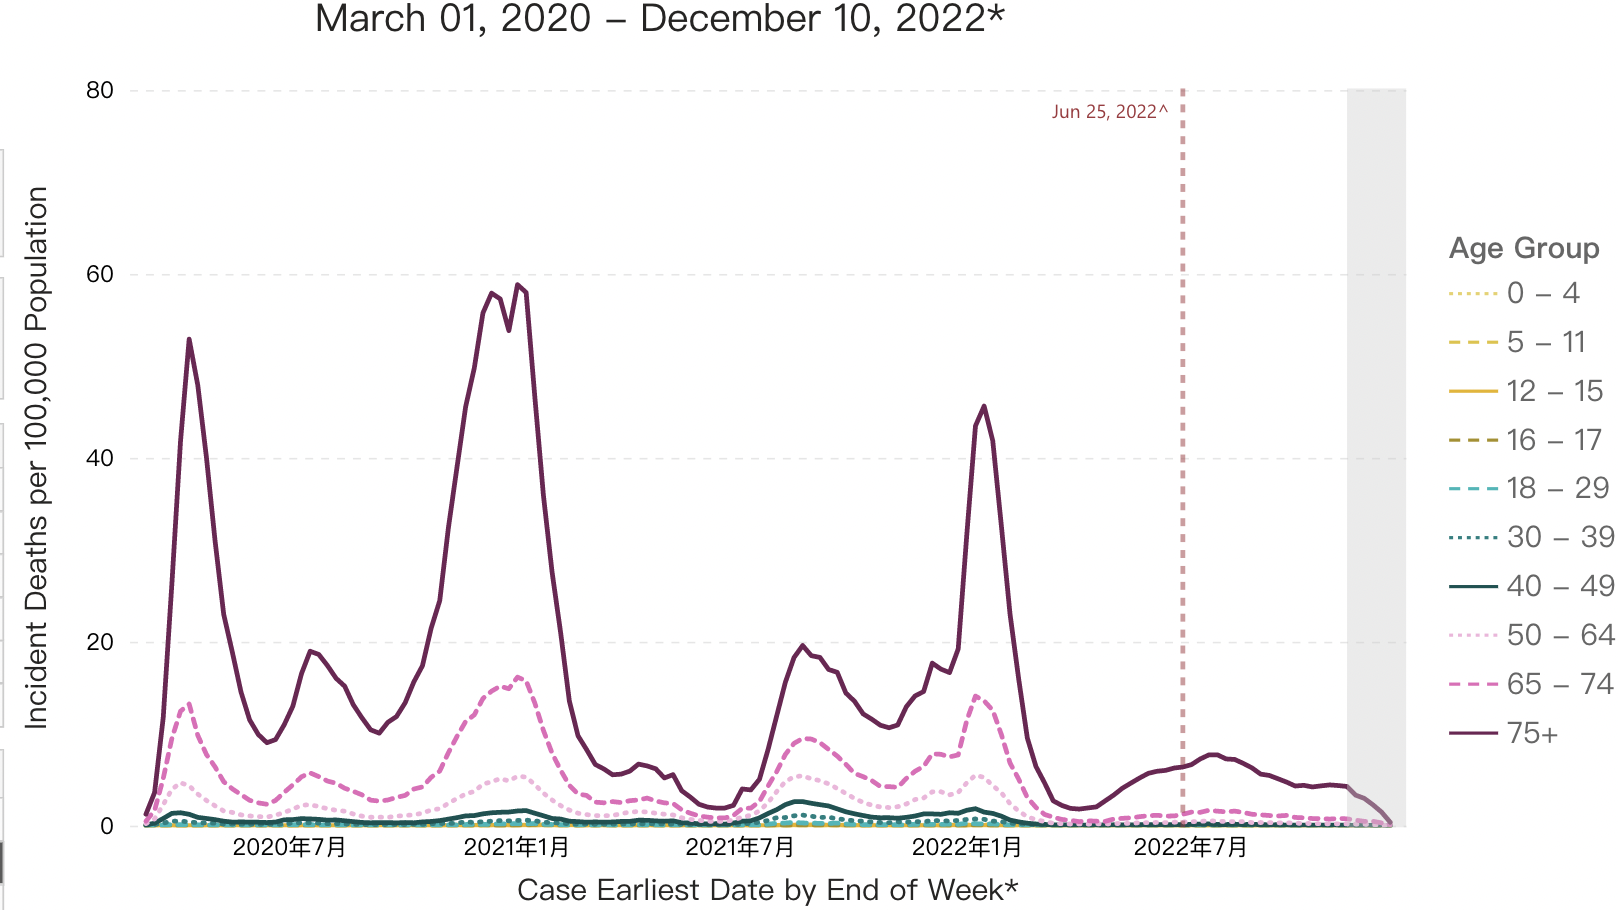 March 01, 2020 – December 10, 2022*
80
60
40
20
0
Incident Deaths per 100,000 Population
Jun 25, 2022^
2020年7月
2021年1月
2021年7月
2022年1月
2022年7月
Case Earliest Date by End of Week*
Age Group
0 – 4
5 – 11
12 – 15
16 – 17
18 – 29
30 – 39
40 – 49
50 – 64
65 – 74
75+